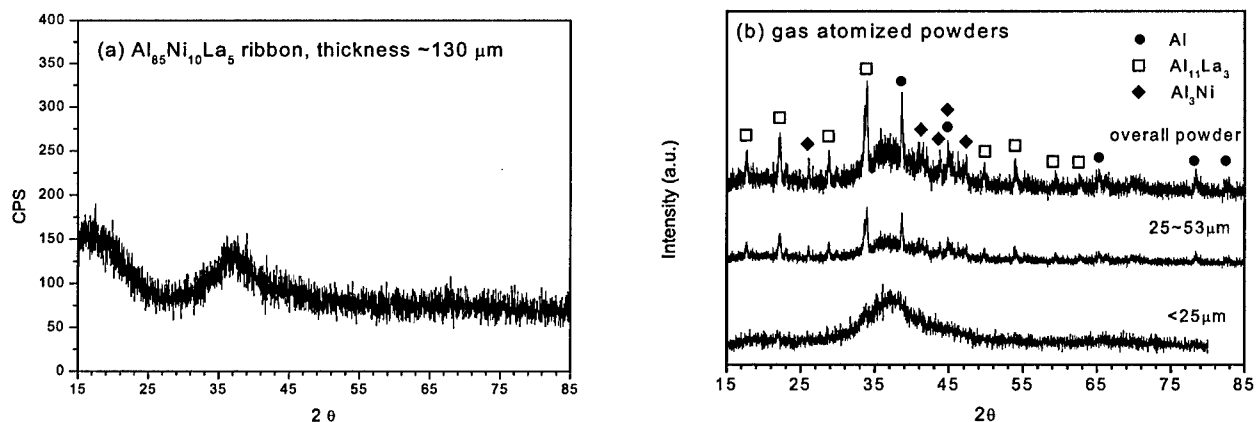 (a) Al85Ni10La5 ribbon, thickness ~130 μm
CPS
400
350
300
250
200
150
100
50
0
15 25 35 45 55 65 75 85
2 θ
(b) gas atomized powders
● Al
□ Al11La3
◆ Al3Ni
overall powder
25~53μm
<25μm
Intensity (a.u.)
15 25 35 45 55 65 75 85
2θ